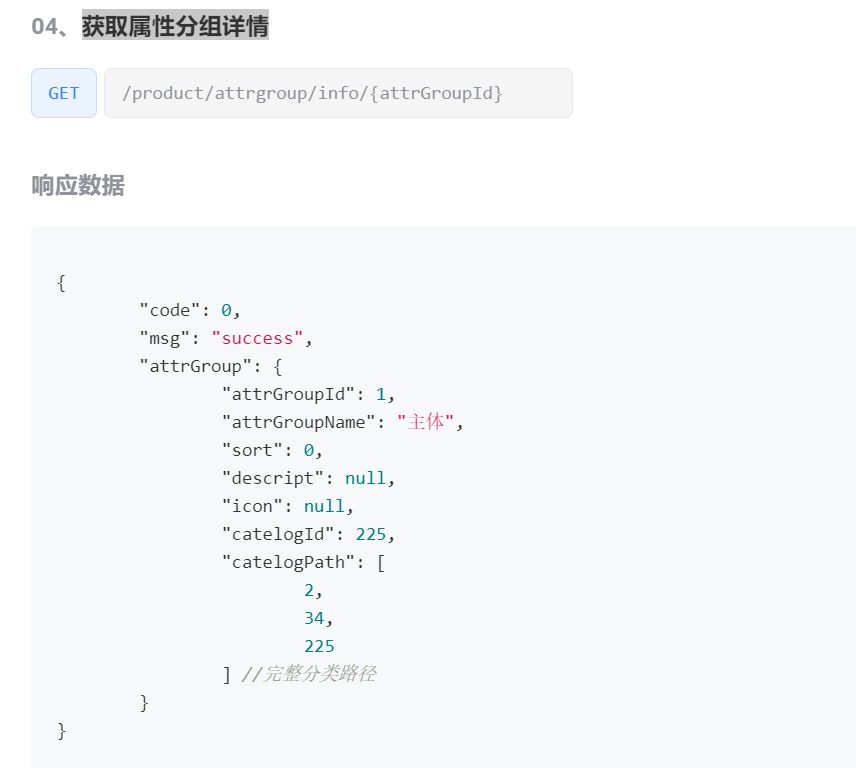 04、获取属性分组详情
GET /product/attrgroup/info/{attrGroupId}
响应数据
{
"code": 0,
"msg": "success",
"attrGroup": {
"attrGroupId": 1,
"attrGroupName": "主体",
"sort": 0,
"descript": null,
"icon": null,
"catelogId": 225,
"catelogPath": [
2,
34,
225
] //完整分类路径
}
}